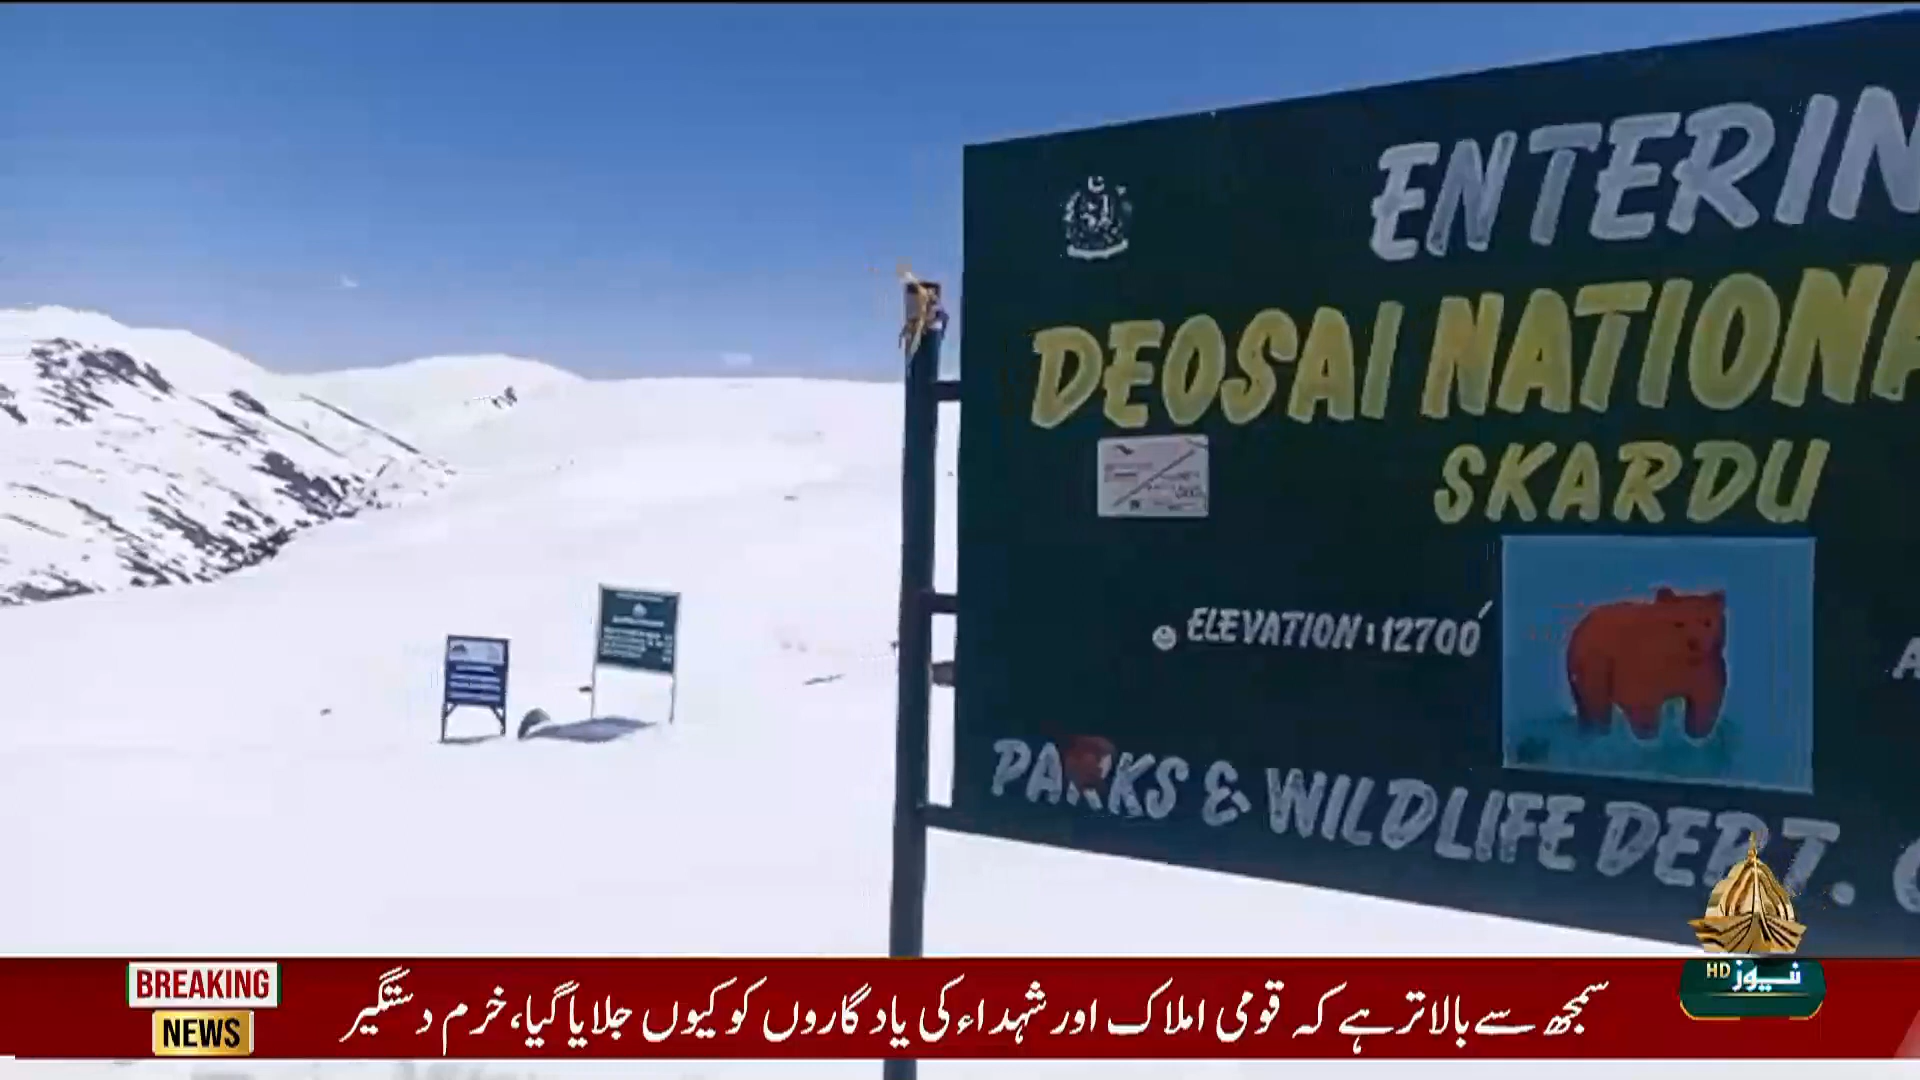 ENTERIN
DEOSAI NATIONA
SKARDU
ELEVATION : 12700'
A
PARKS & WILDLIFE DEPT.
نیوز HD
BREAKING
NEWS
سمجھ سے بالاتر ہے کہ قومی املاک اور شہداء کی یادگاروں کو کیوں جلایا گیا، خرم دستگیر